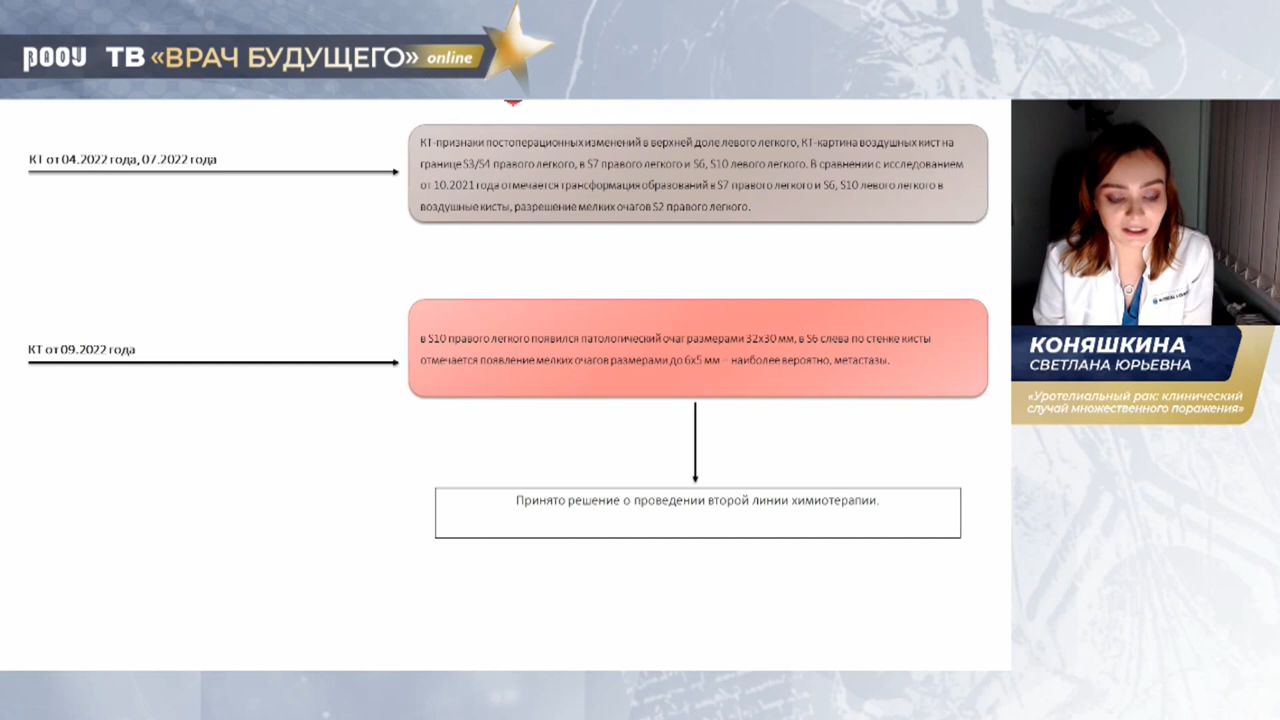 РООУ ТВ «ВРАЧ БУДУЩЕГО» online
КТ от 04.2022 года, 07.2022 года
КТ-признаки постоперационных изменений в верхней доле левого легкого, КТ-картина воздушных кист на
границе S3/S4 правого легкого, в S7 правого легкого и S6, S10 левого легкого. В сравнении с исследованием
от 10.2021 года отмечается трансформация образований в S7 правого легкого и S6, S10 левого легкого в
воздушные кисты, разрешение мелких очагов S2 правого легкого.
КТ от 09.2022 года
в S10 правого легкого появился патологический очаг размерами 32х30 мм, в S6 слева по стенке кисты
отмечается появление мелких очагов размерами до 6х5 мм – наиболее вероятно, метастазы.
Принято решение о проведении второй линии химиотерапии.
КОНЯШКИНА
СВЕТЛАНА ЮРЬЕВНА
«Уротелиальный рак: клинический
случай множественного поражения»